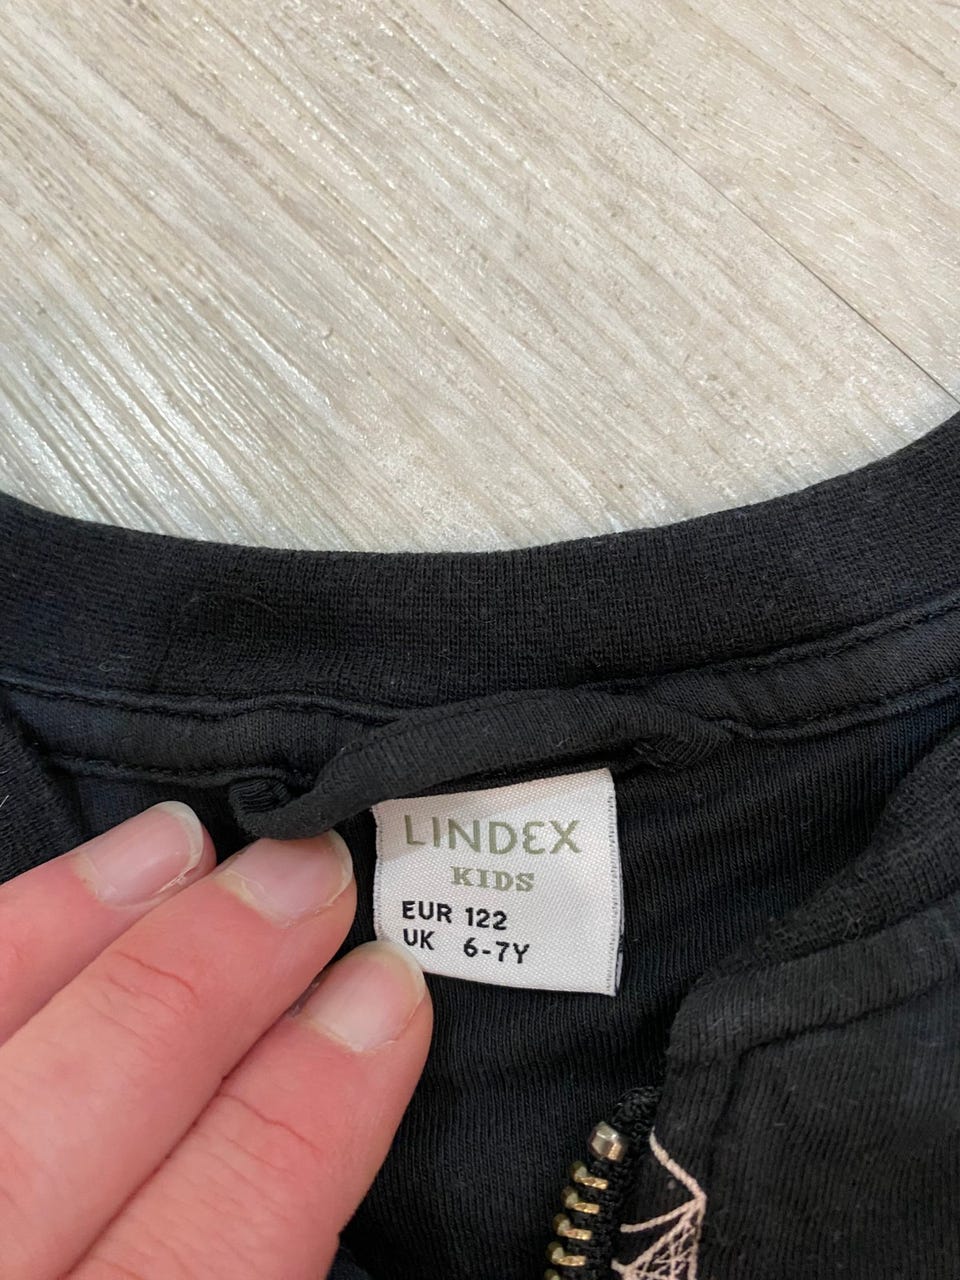 LINDEX
KIDS
EUR 122
UK 6-7Y